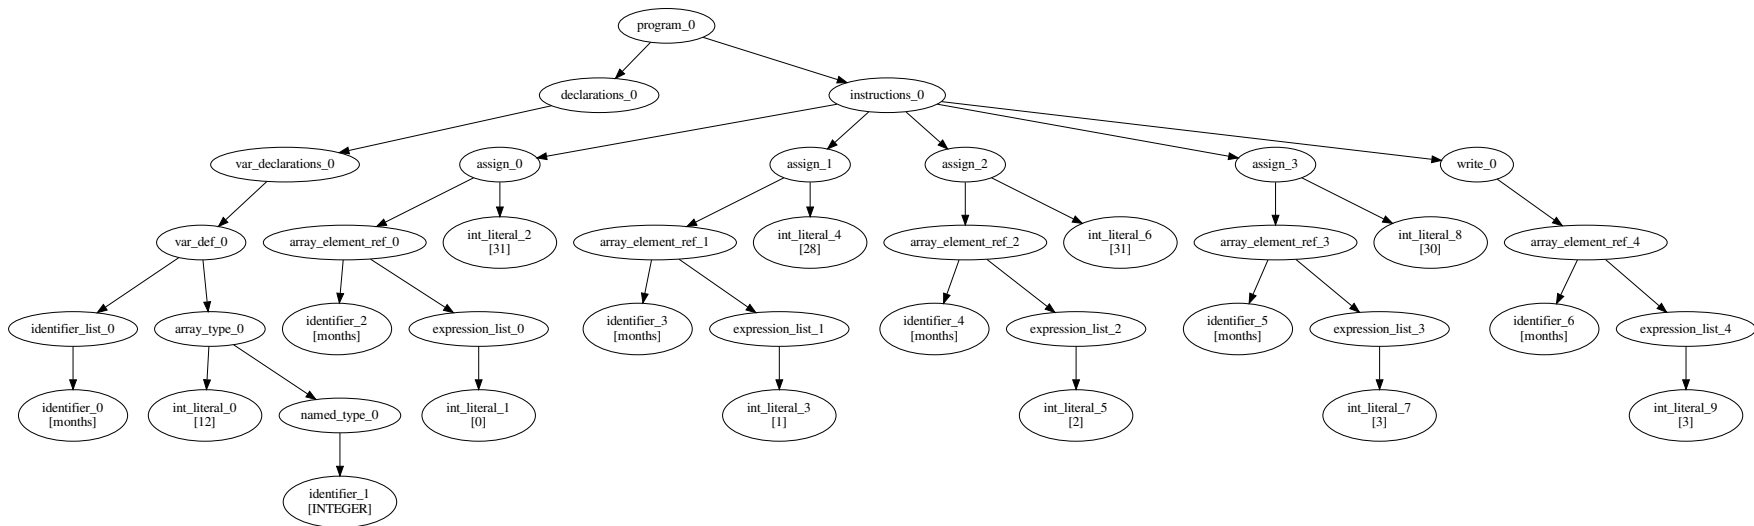 program_0
declarations_0
instructions_0
var_declarations_0
assign_0
assign_1
assign_2
assign_3
write_0
var_def_0
array_element_ref_0
int_literal_2
[31]
array_element_ref_1
int_literal_4
[28]
array_element_ref_2
int_literal_6
[31]
array_element_ref_3
int_literal_8
[30]
array_element_ref_4
identifier_list_0
array_type_0
identifier_2
[months]
expression_list_0
identifier_3
[months]
expression_list_1
identifier_4
[months]
expression_list_2
identifier_5
[months]
expression_list_3
identifier_6
[months]
expression_list_4
identifier_0
[months]
int_literal_0
[12]
named_type_0
int_literal_1
[0]
int_literal_3
[1]
int_literal_5
[2]
int_literal_7
[3]
int_literal_9
[3]
identifier_1
[INTEGER]